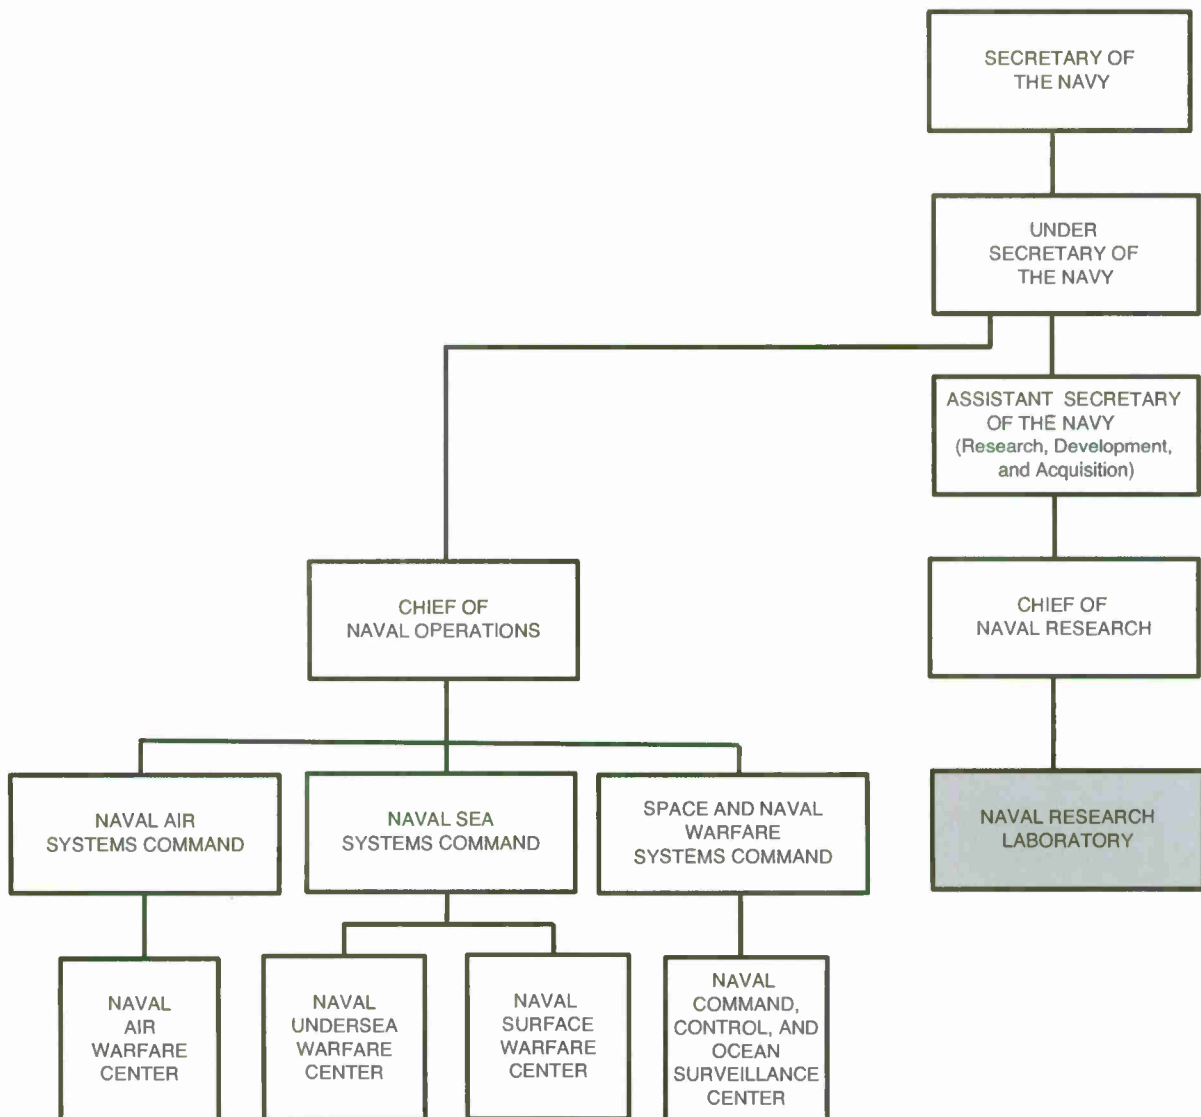 SECRETARY OF
THE NAVY
UNDER
SECRETARY OF
THE NAVY
ASSISTANT SECRETARY
OF THE NAVY
(Research, Development,
and Acquisition)
CHIEF OF
NAVAL OPERATIONS
CHIEF OF
NAVAL RESEARCH
NAVAL AIR
SYSTEMS COMMAND
NAVAL SEA
SYSTEMS COMMAND
SPACE AND NAVAL
WARFARE
SYSTEMS COMMAND
NAVAL RESEARCH
LABORATORY
NAVAL
AIR
WARFARE
CENTER
NAVAL
UNDERSEA
WARFARE
CENTER
NAVAL
SURFACE
WARFARE
CENTER
NAVAL
COMMAND,
CONTROL, AND
OCEAN
SURVEILLANCE
CENTER